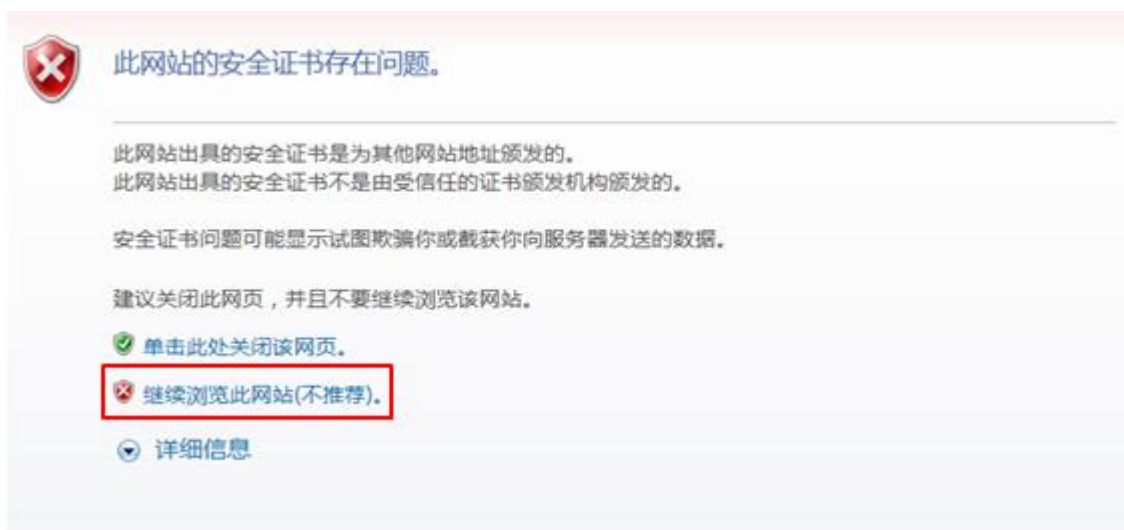 此网站的安全证书存在问题。
此网站出具的安全证书是为其他网站地址颁发的。
此网站出具的安全证书不是由受信任的证书颁发机构颁发的。
安全证书问题可能显示试图欺骗你或截获你向服务器发送的数据。
建议关闭此网页，并且不要继续浏览该网站。
单击此处关闭该网页。
继续浏览此网站(不推荐)。
详细信息